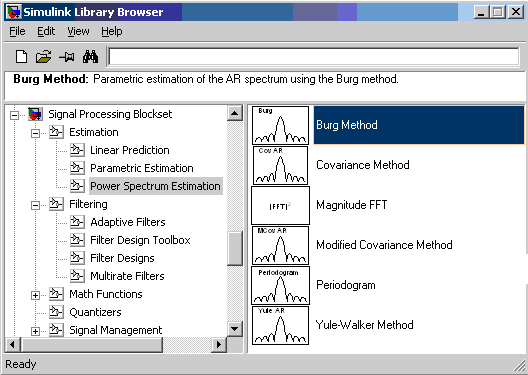 Simulink Library Browser
File Edit View Help
Burg Method: Parametric estimation of the AR spectrum using the Burg method.
Signal Processing Blockset
Estimation
Linear Prediction
Parametric Estimation
Power Spectrum Estimation
Filtering
Adaptive Filters
Filter Design Toolbox
Filter Designs
Multirate Filters
Math Functions
Quantizers
Signal Management
Burg
Burg Method
Cov AR
Covariance Method
|FFT|²
Magnitude FFT
MCov AR
Modified Covariance Method
Periodogram
Periodogram
Yule AR
Yule-Walker Method
Ready